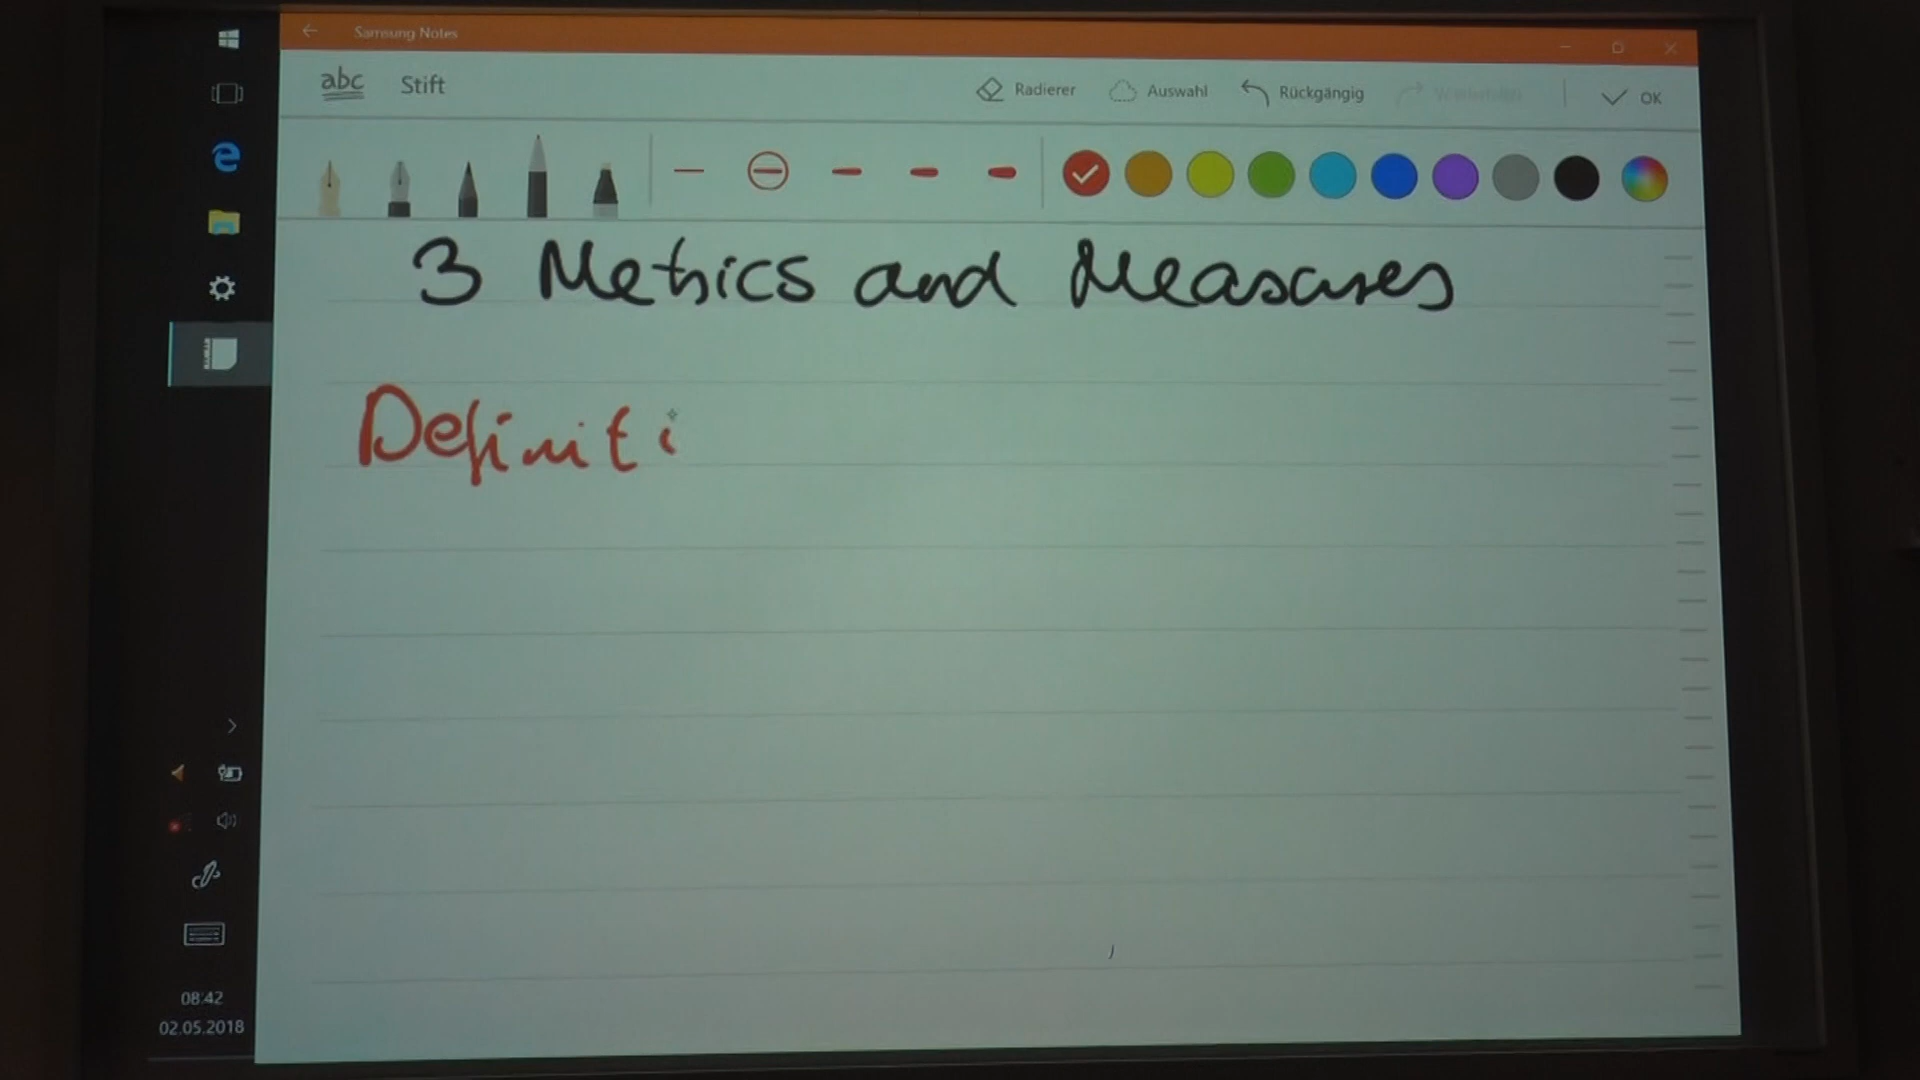 Samsung Notes
abc Stift Radierer Auswahl Rückgängig OK
3 Metrics and Measures
Definiti
08:42
02.05.2018